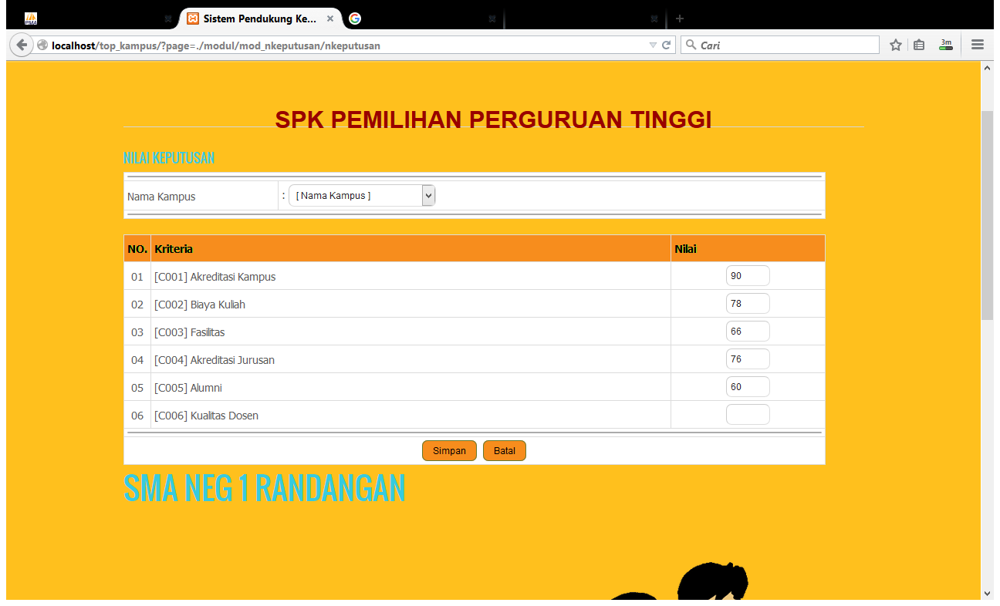 PMA
Sistem Pendukung Ke...
localhost/top_kampus/?page=./modul/mod_nkeputusan/nkeputusan
Cari
3m
SPK PEMILIHAN PERGURUAN TINGGI
NILAI KEPUTUSAN
Nama Kampus : [ Nama Kampus ]
NO. Kriteria Nilai
01 [C001] Akreditasi Kampus 90
02 [C002] Biaya Kuliah 78
03 [C003] Fasilitas 66
04 [C004] Akreditasi Jurusan 76
05 [C005] Alumni 60
06 [C006] Kualitas Dosen
Simpan Batal
SMA NEG 1 RANDANGAN